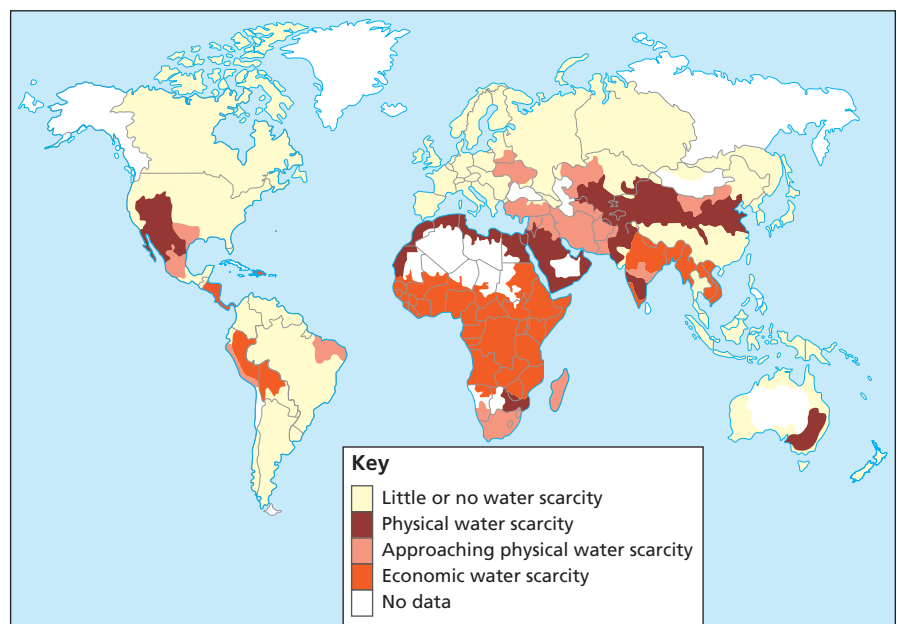 Key
Little or no water scarcity
Physical water scarcity
Approaching physical water scarcity
Economic water scarcity
No data